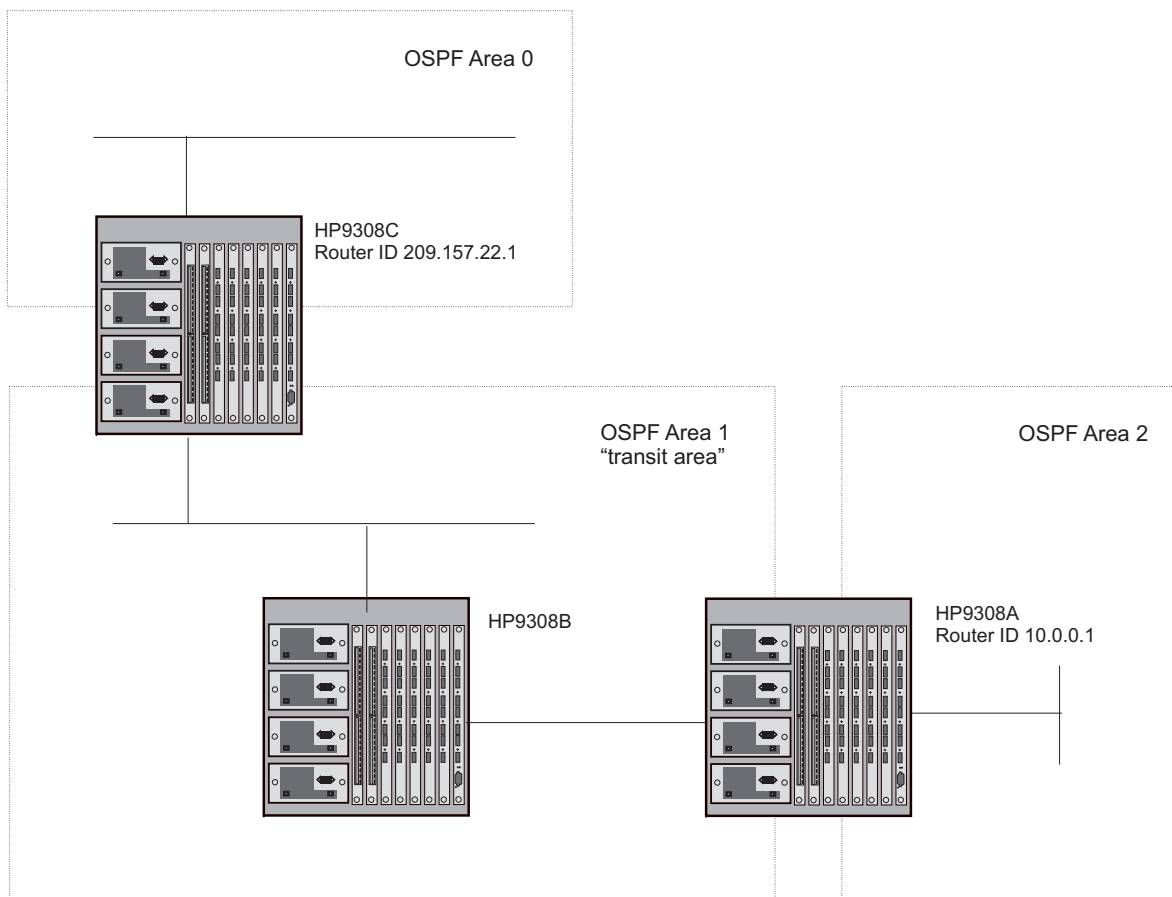 OSPF Area 0
HP9308C
Router ID 209.157.22.1
OSPF Area 1
“transit area”
OSPF Area 2
HP9308B
HP9308A
Router ID 10.0.0.1